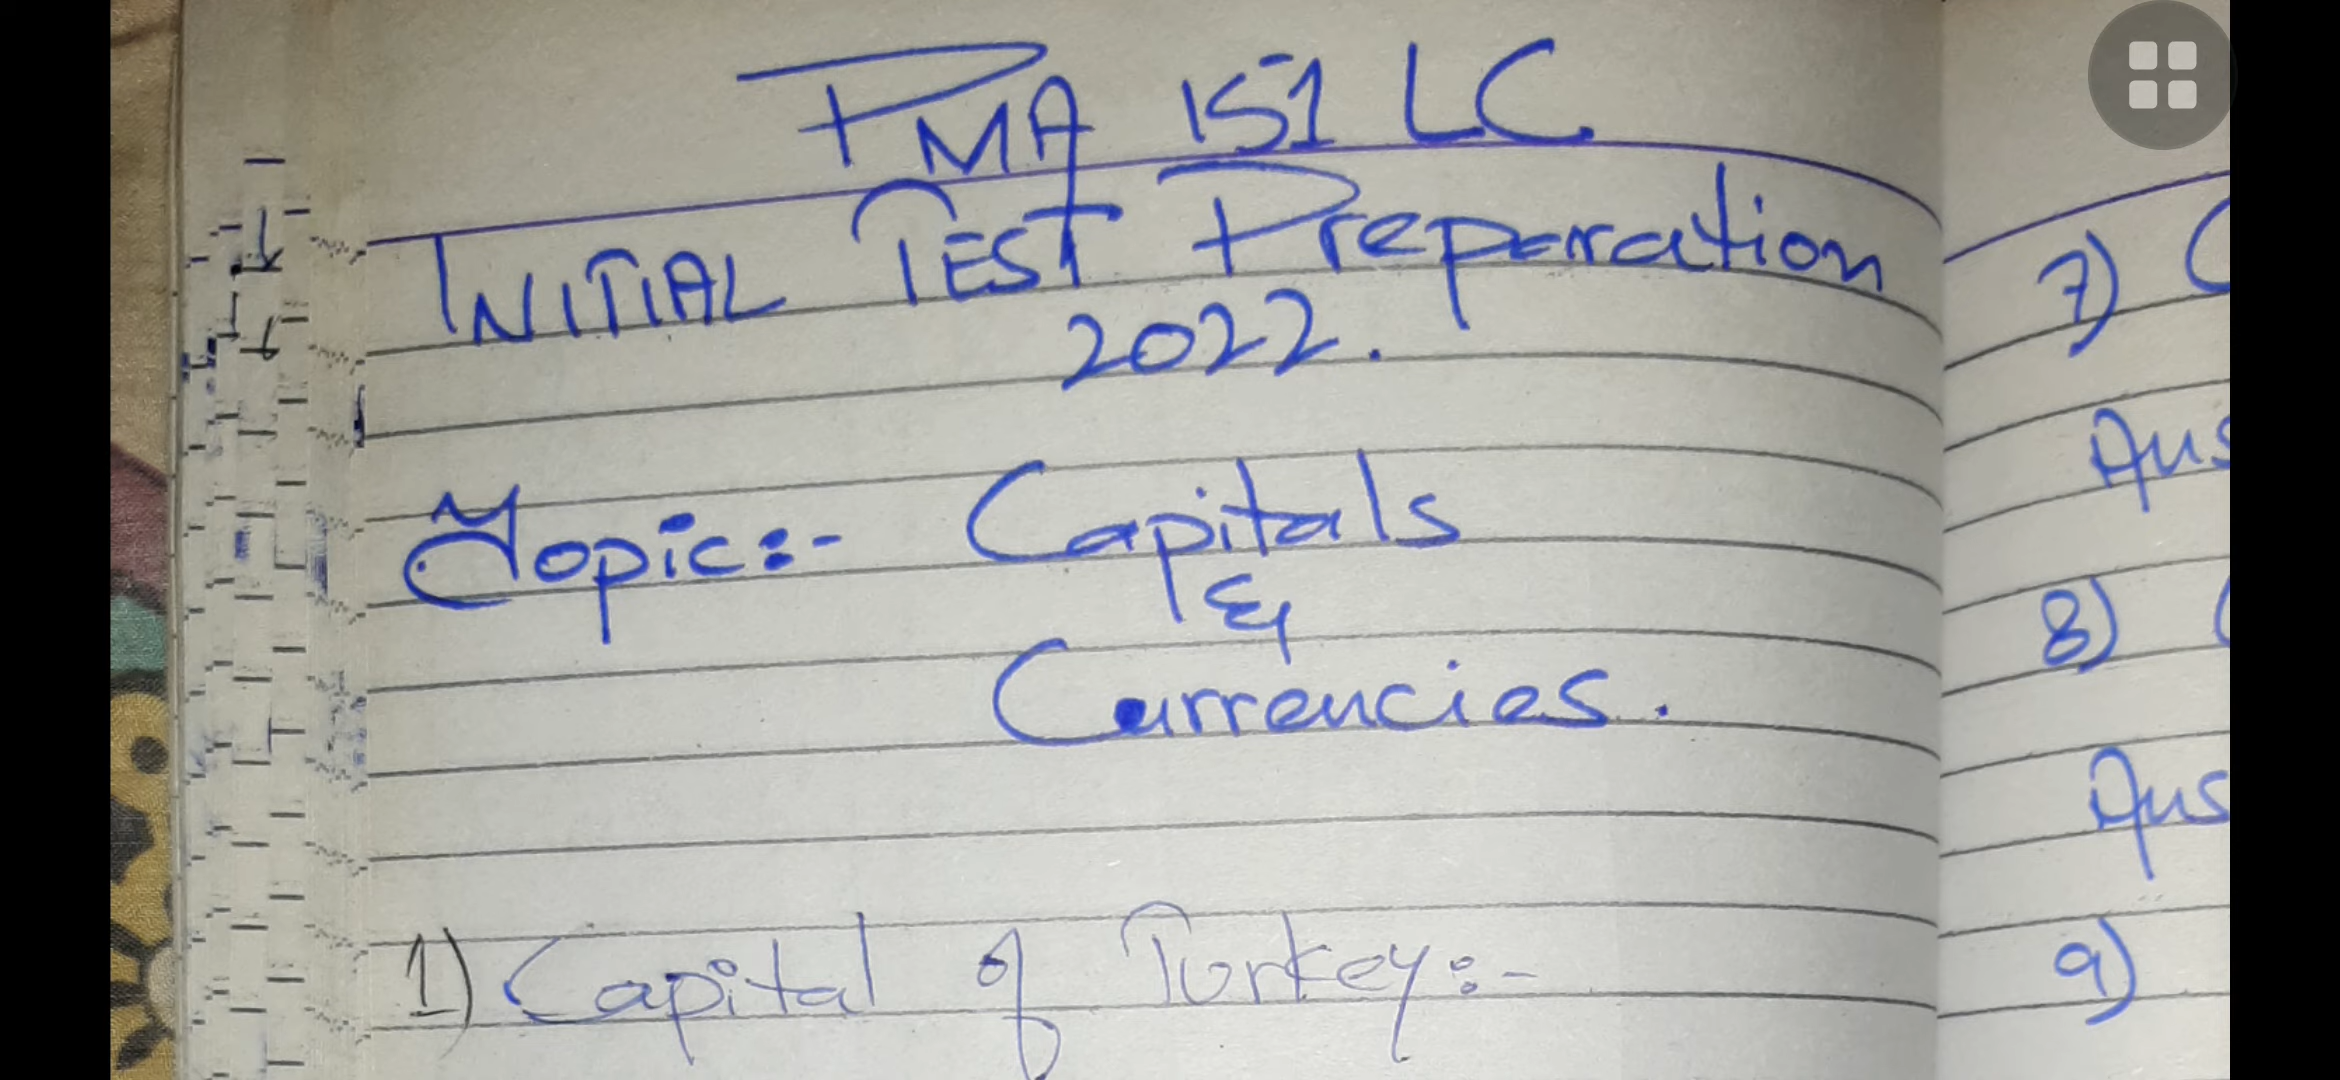 PMA 151 LC
INITIAL TEST Preparation
2022.
Topic:- Capitals
&
Currencies.
1) Capital of Turkey:-
7) C
Ans
8)
Ans
9)